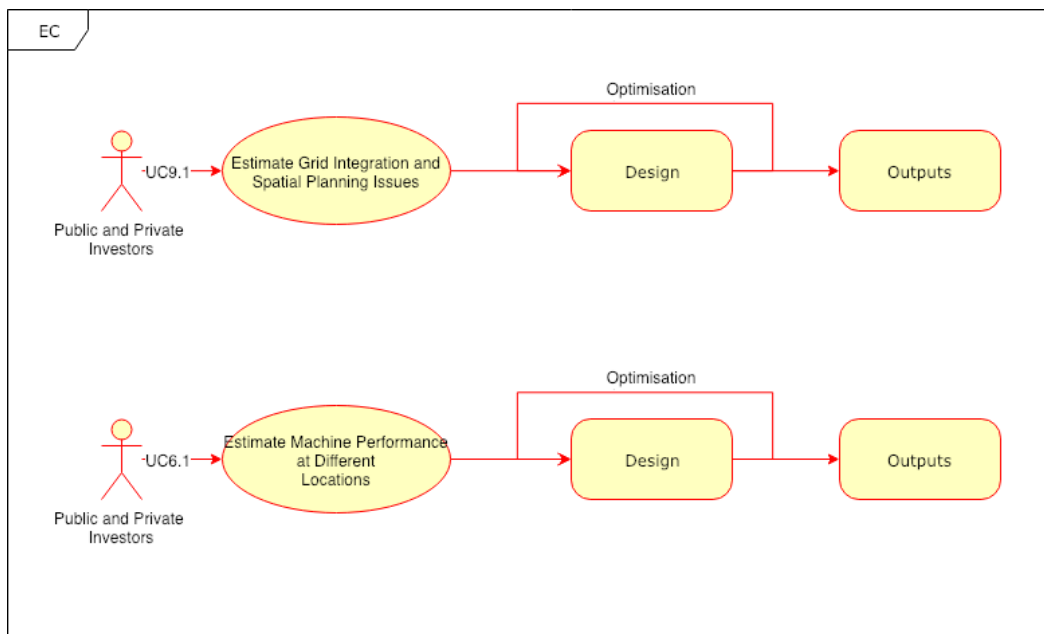 EC
Optimisation
UC9.1
Estimate Grid Integration and
Spatial Planning Issues
Design
Outputs
Public and Private
Investors
Optimisation
UC6.1
Estimate Machine Performance
at Different
Locations
Design
Outputs
Public and Private
Investors